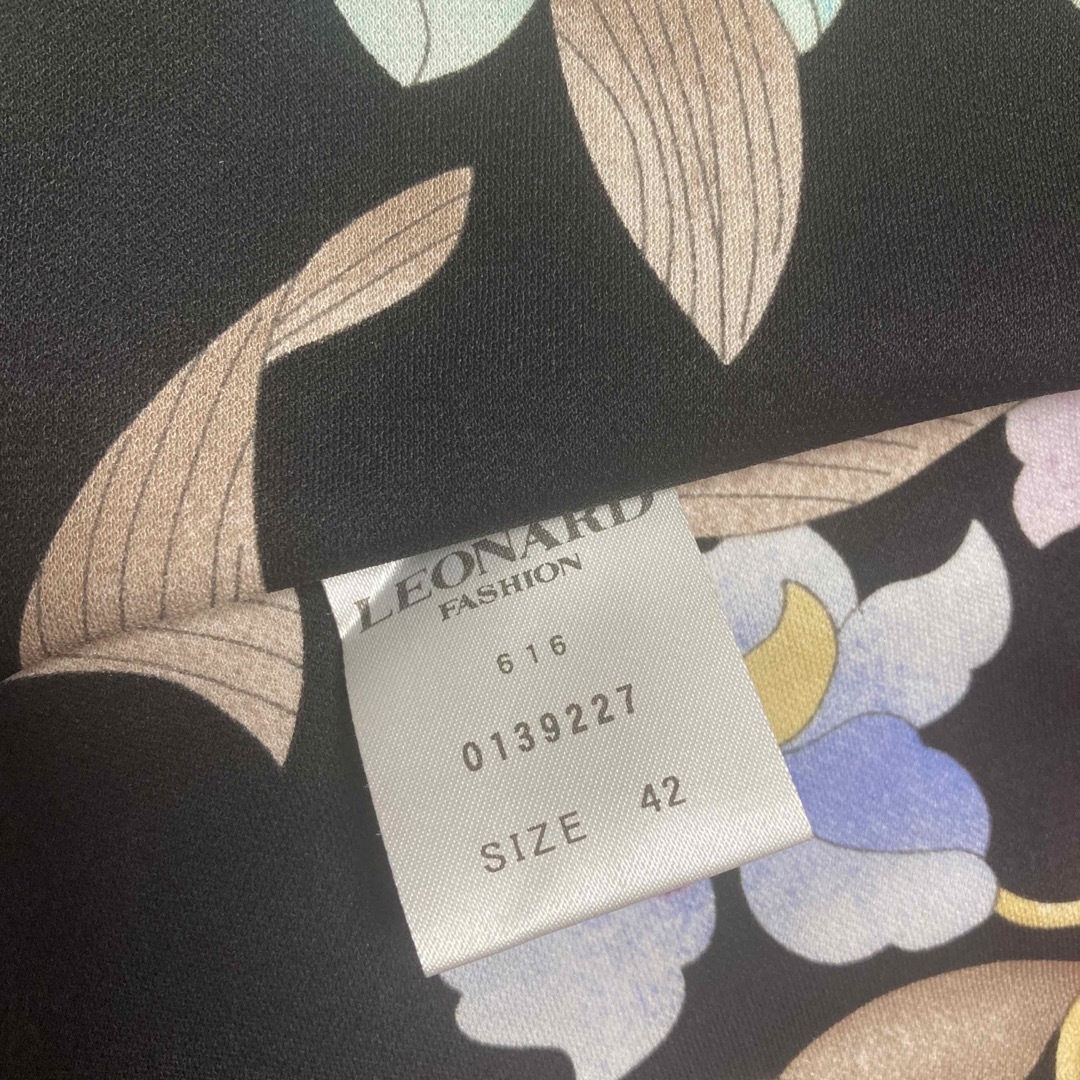 LEONARD
FASHION
616
0139227
SIZE 42